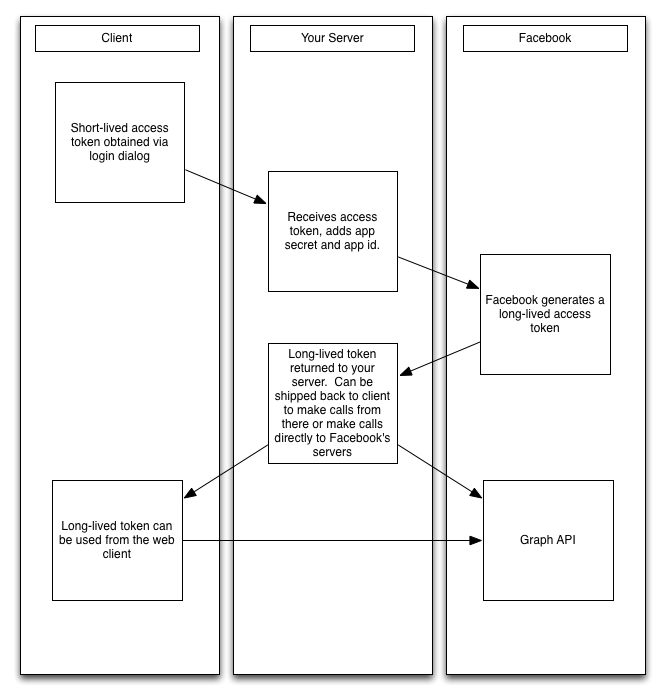 Client
Your Server
Facebook
Short-lived access
token obtained via
login dialog
Receives access
token, adds app
secret and app id.
Facebook generates a
long-lived access
token
Long-lived token
returned to your
server.  Can be
shipped back to client
to make calls from
there or make calls
directly to Facebook's
servers
Long-lived token can
be used from the web
client
Graph API